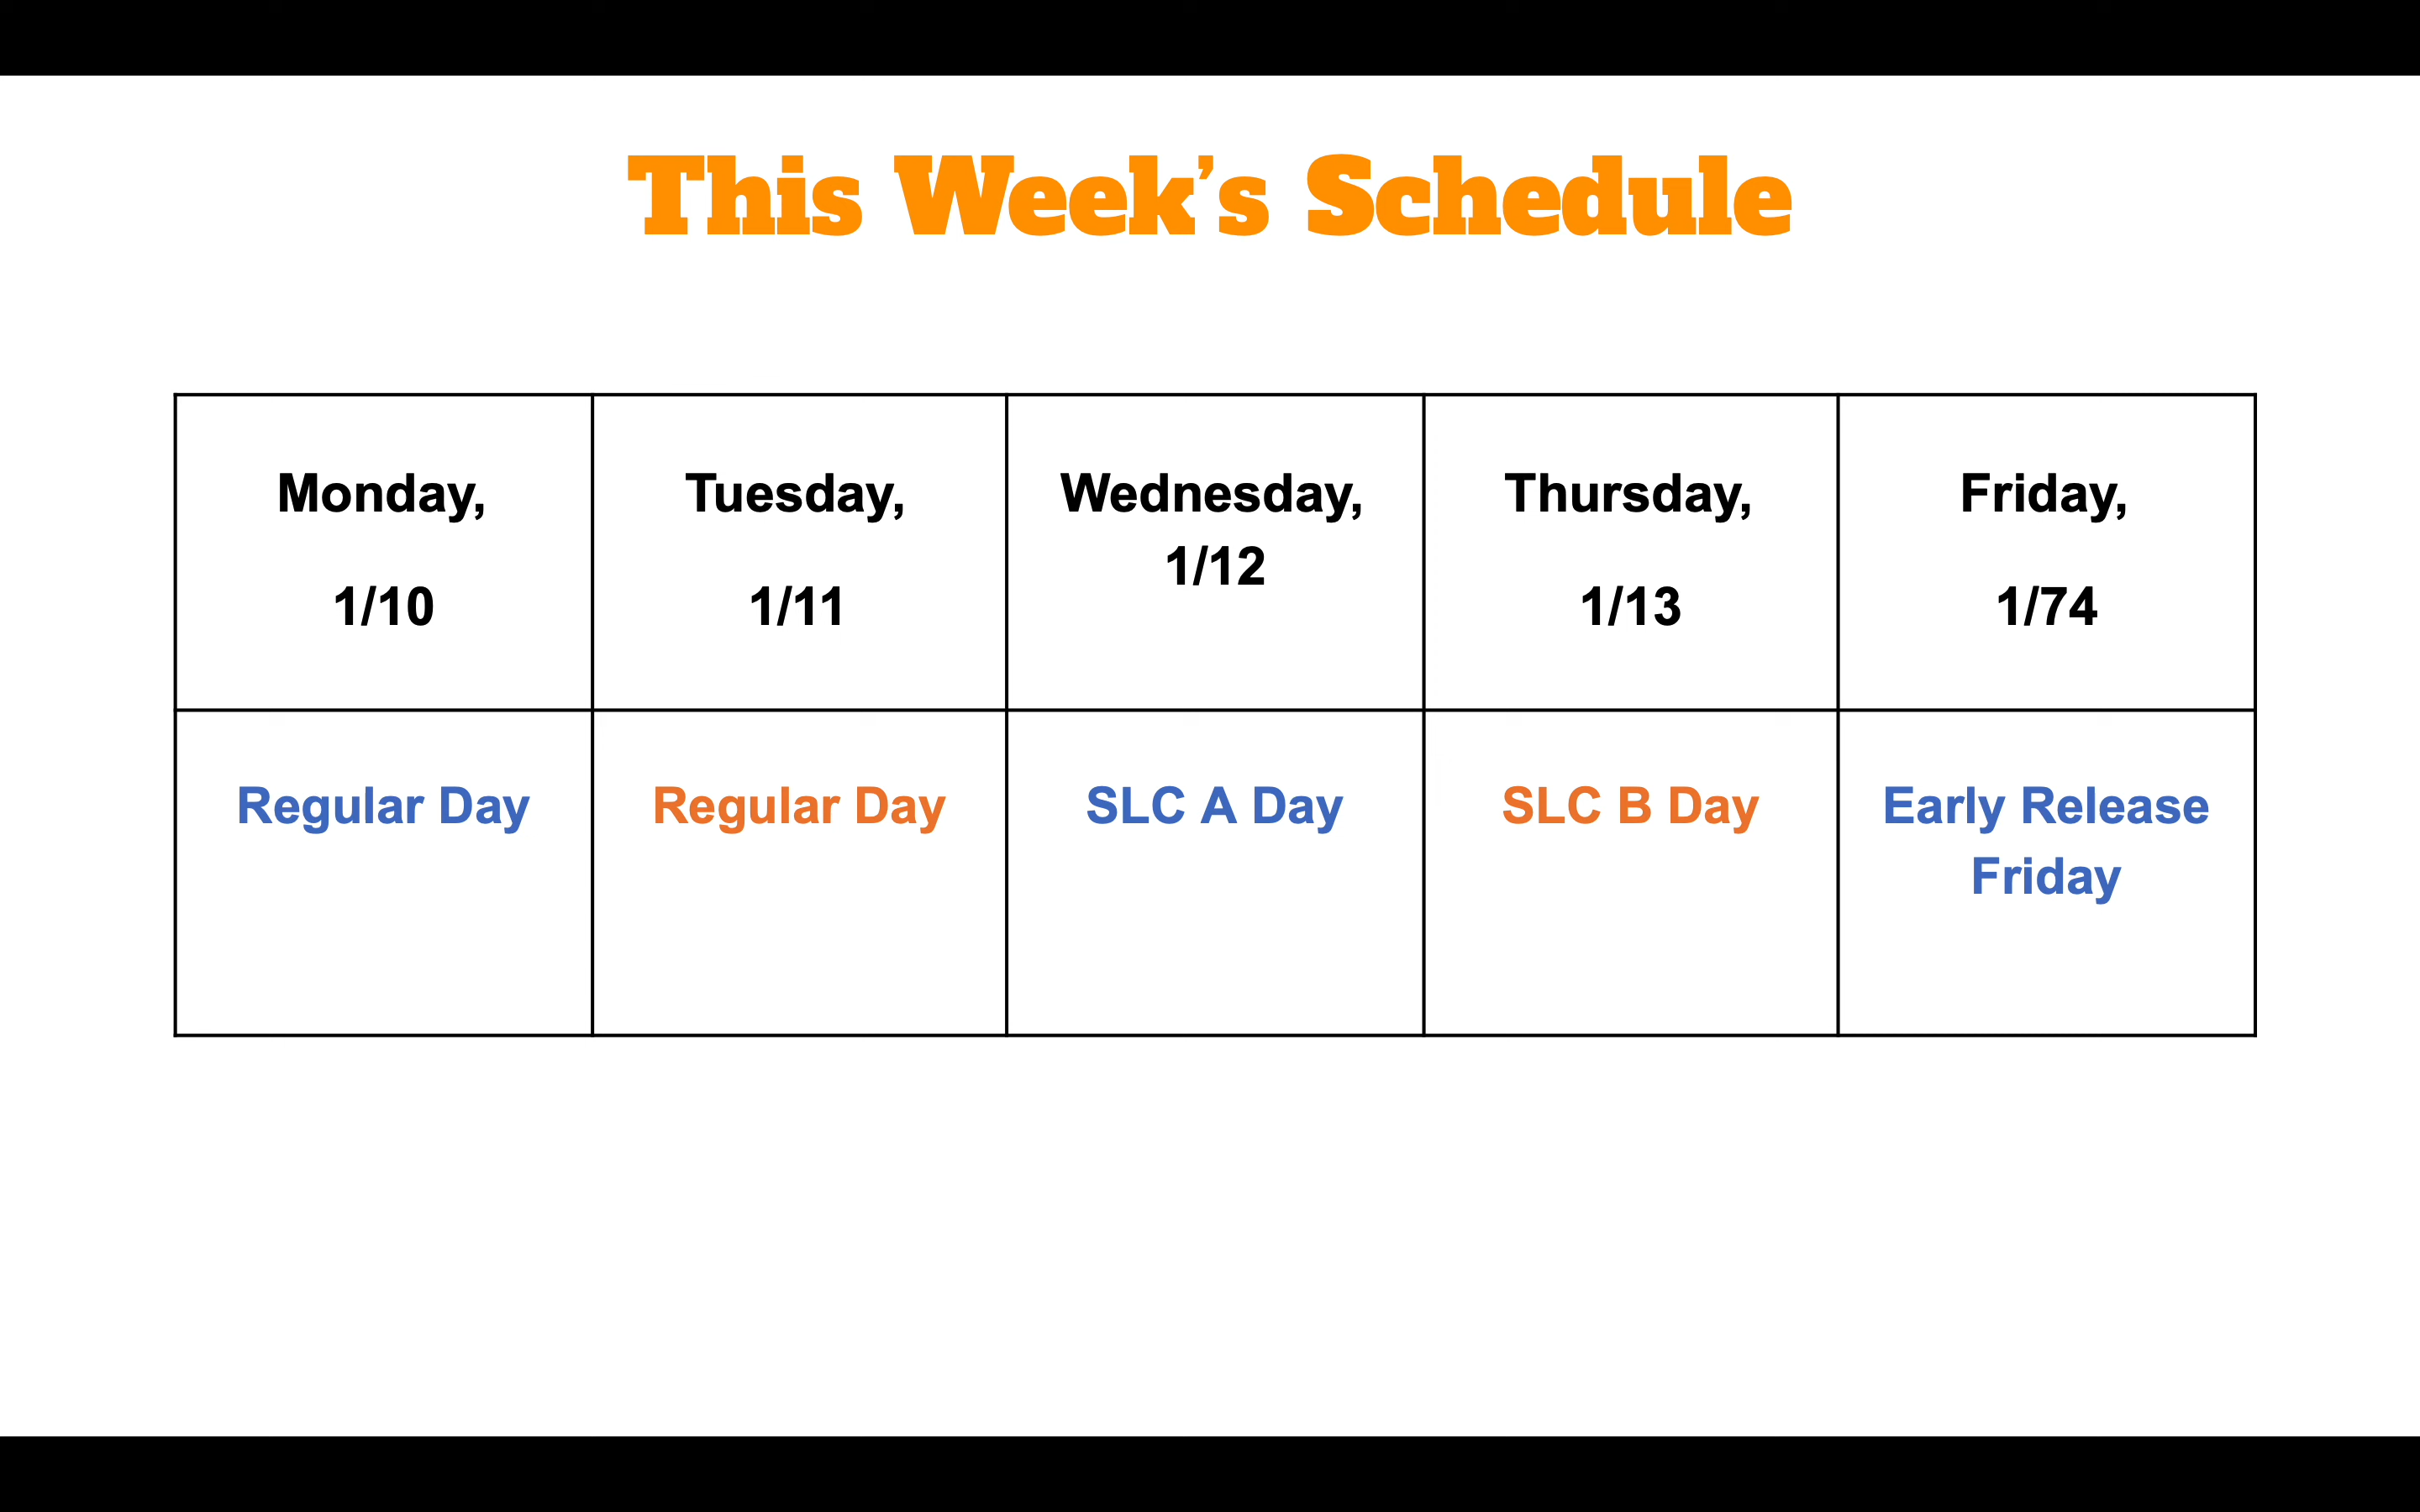 This Week's Schedule
Monday,
1/10
Tuesday,
1/11
Wednesday,
1/12
Thursday,
1/13
Friday,
1/74
Regular Day
Regular Day
SLC A Day
SLC B Day
Early Release
Friday